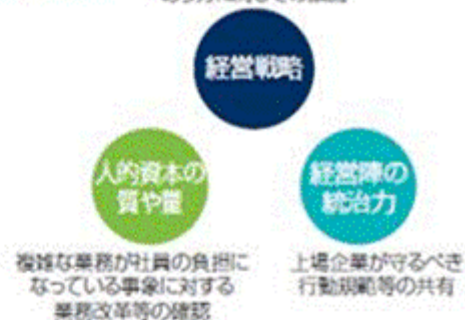 経営戦略
人的資本の
質や量
経営陣の
統治力
複雑な業務が社員の負担に
なっている事象に対する
業務改革等の確認
上場企業が守るべき
行動規範等の共有